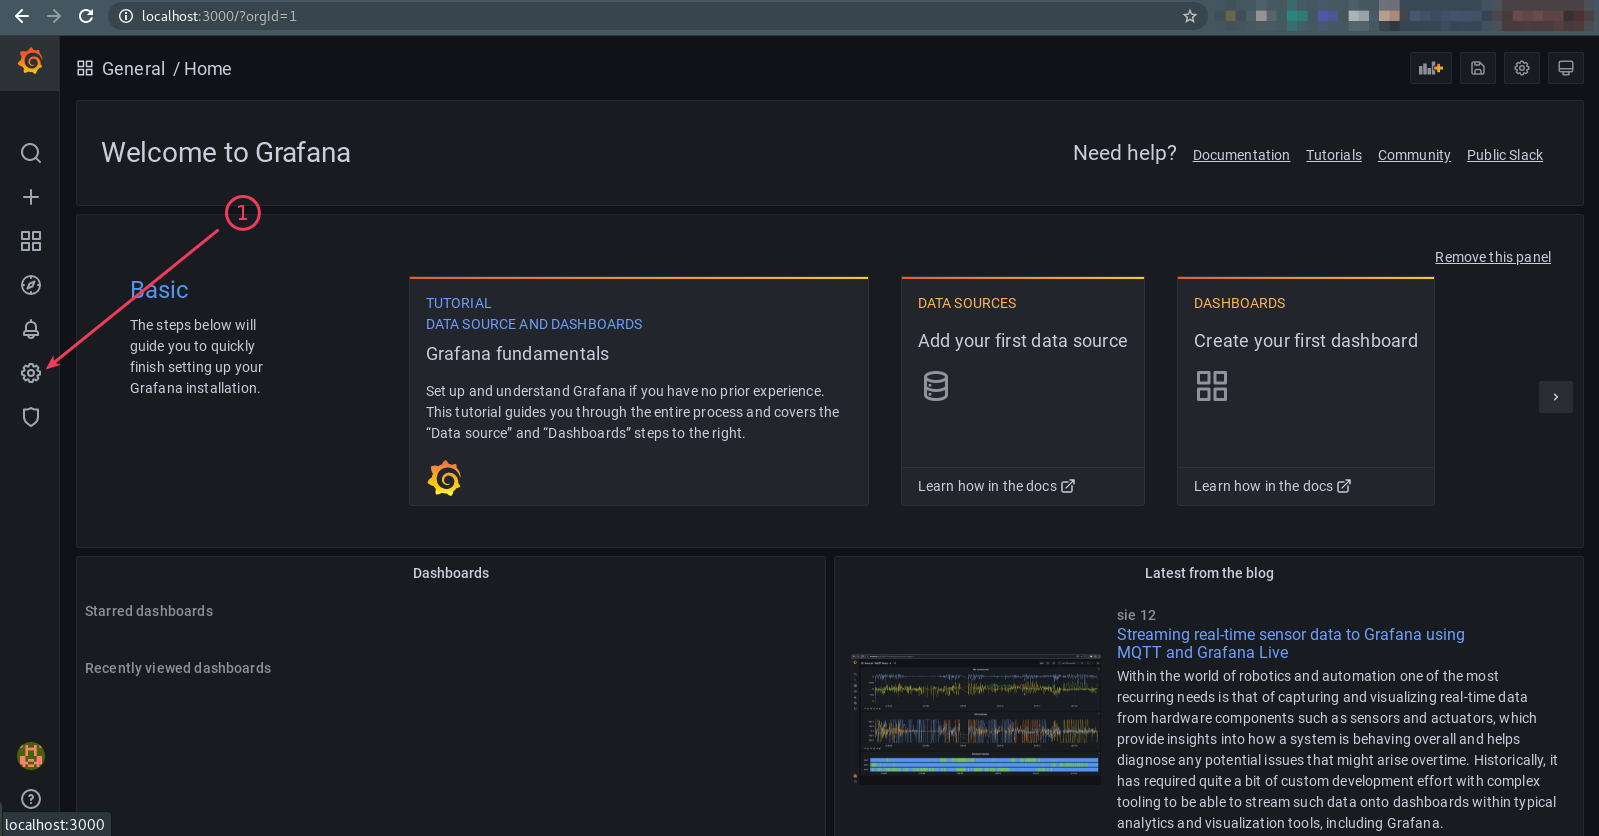 localhost:3000/?orgId=1
General / Home
Welcome to Grafana
Need help? Documentation Tutorials Community Public Slack
1
Remove this panel
Basic
The steps below will
guide you to quickly
finish setting up your
Grafana installation.
TUTORIAL
DATA SOURCE AND DASHBOARDS
Grafana fundamentals
Set up and understand Grafana if you have no prior experience.
This tutorial guides you through the entire process and covers the
“Data source” and “Dashboards” steps to the right.
DATA SOURCES
Add your first data source
Learn how in the docs
DASHBOARDS
Create your first dashboard
Learn how in the docs
Dashboards
Starred dashboards
Recently viewed dashboards
Latest from the blog
sie 12
Streaming real-time sensor data to Grafana using
MQTT and Grafana Live
Within the world of robotics and automation one of the most
recurring needs is that of capturing and visualizing real-time data
from hardware components such as sensors and actuators, which
provide insights into how a system is behaving overall and helps
diagnose any potential issues that might arise overtime. Historically, it
has required quite a bit of custom development effort with complex
tooling to be able to stream such data onto dashboards within typical
analytics and visualization tools, including Grafana.
localhost:3000